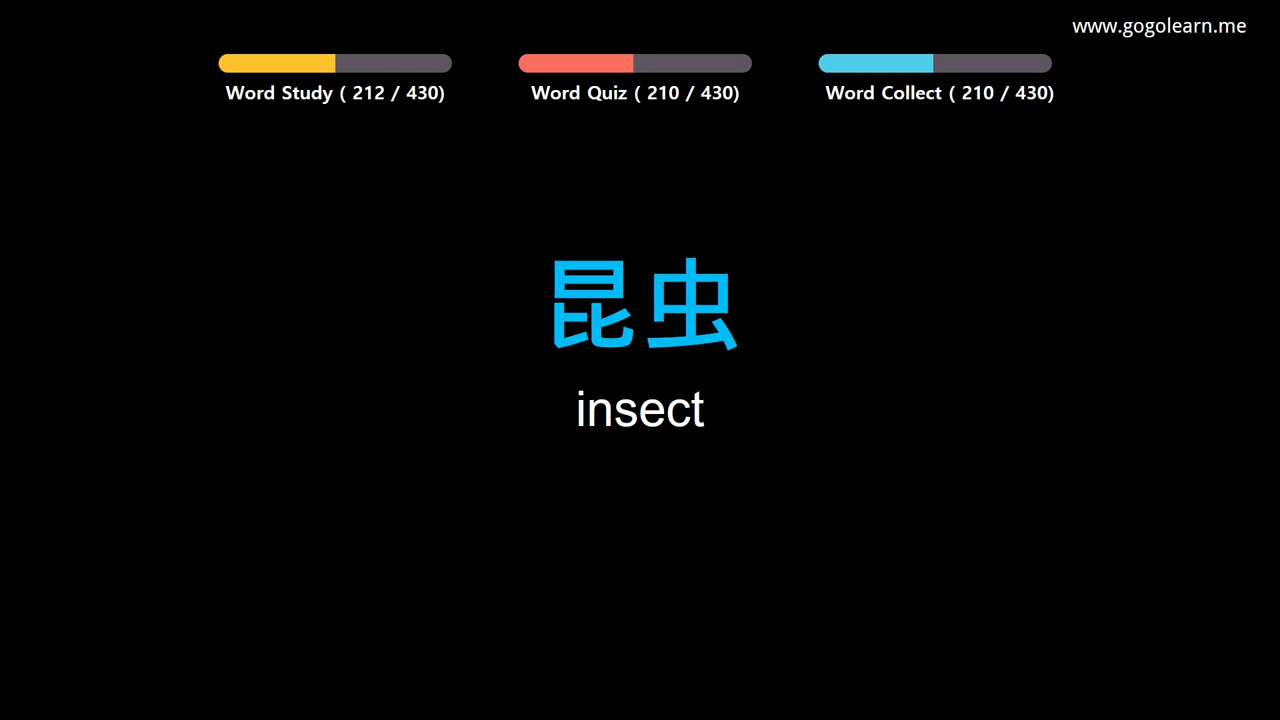 www.gogolearn.me
Word Study ( 212 / 430)
Word Quiz ( 210 / 430)
Word Collect ( 210 / 430)
昆虫
insect